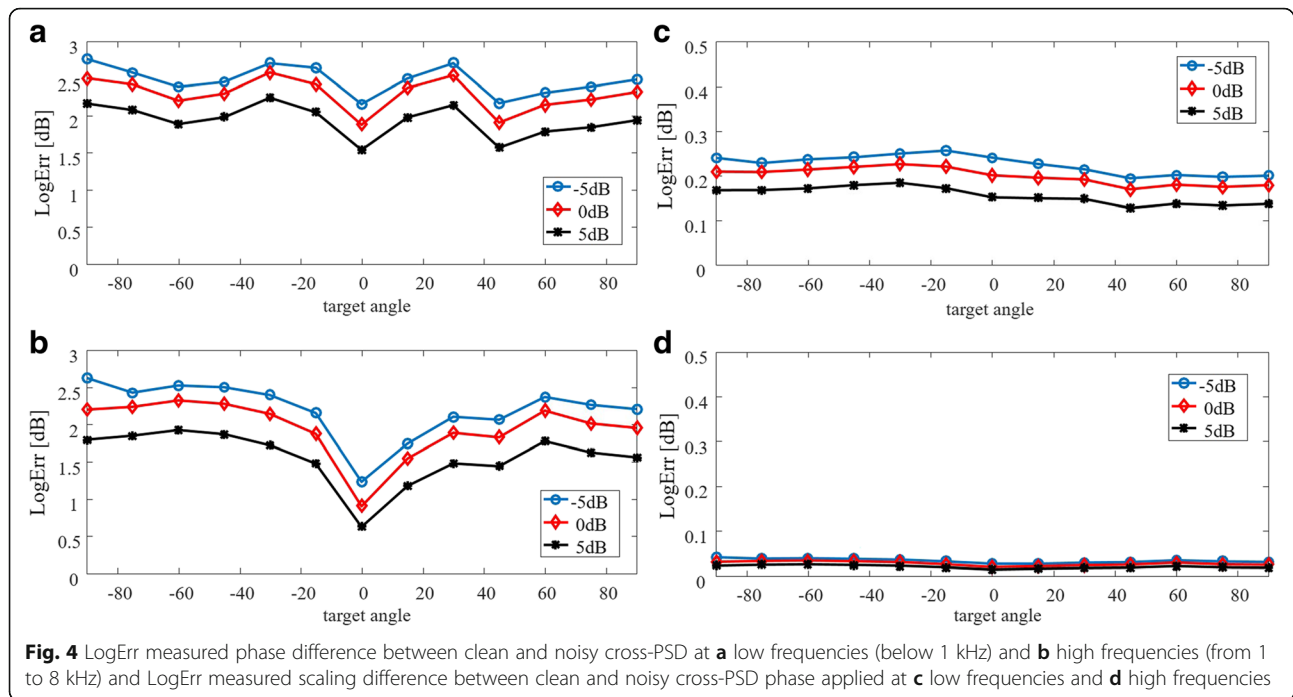 a
3
2.5
2
1.5
1
0.5
0
LogErr [dB]
-5dB
0dB
5dB
-80 -60 -40 -20 0 20 40 60 80
target angle
c
0.5
0.4
0.3
0.2
0.1
0
LogErr [dB]
-5dB
0dB
5dB
-80 -60 -40 -20 0 20 40 60 80
target angle
b
3
2.5
2
1.5
1
0.5
0
LogErr [dB]
-5dB
0dB
5dB
-80 -60 -40 -20 0 20 40 60 80
target angle
d
0.5
0.4
0.3
0.2
0.1
0
LogErr [dB]
-5dB
0dB
5dB
-80 -60 -40 -20 0 20 40 60 80
target angle
Fig. 4 LogErr measured phase difference between clean and noisy cross-PSD at a low frequencies (below 1 kHz) and b high frequencies (from 1
to 8 kHz) and LogErr measured scaling difference between clean and noisy cross-PSD phase applied at c low frequencies and d high frequencies